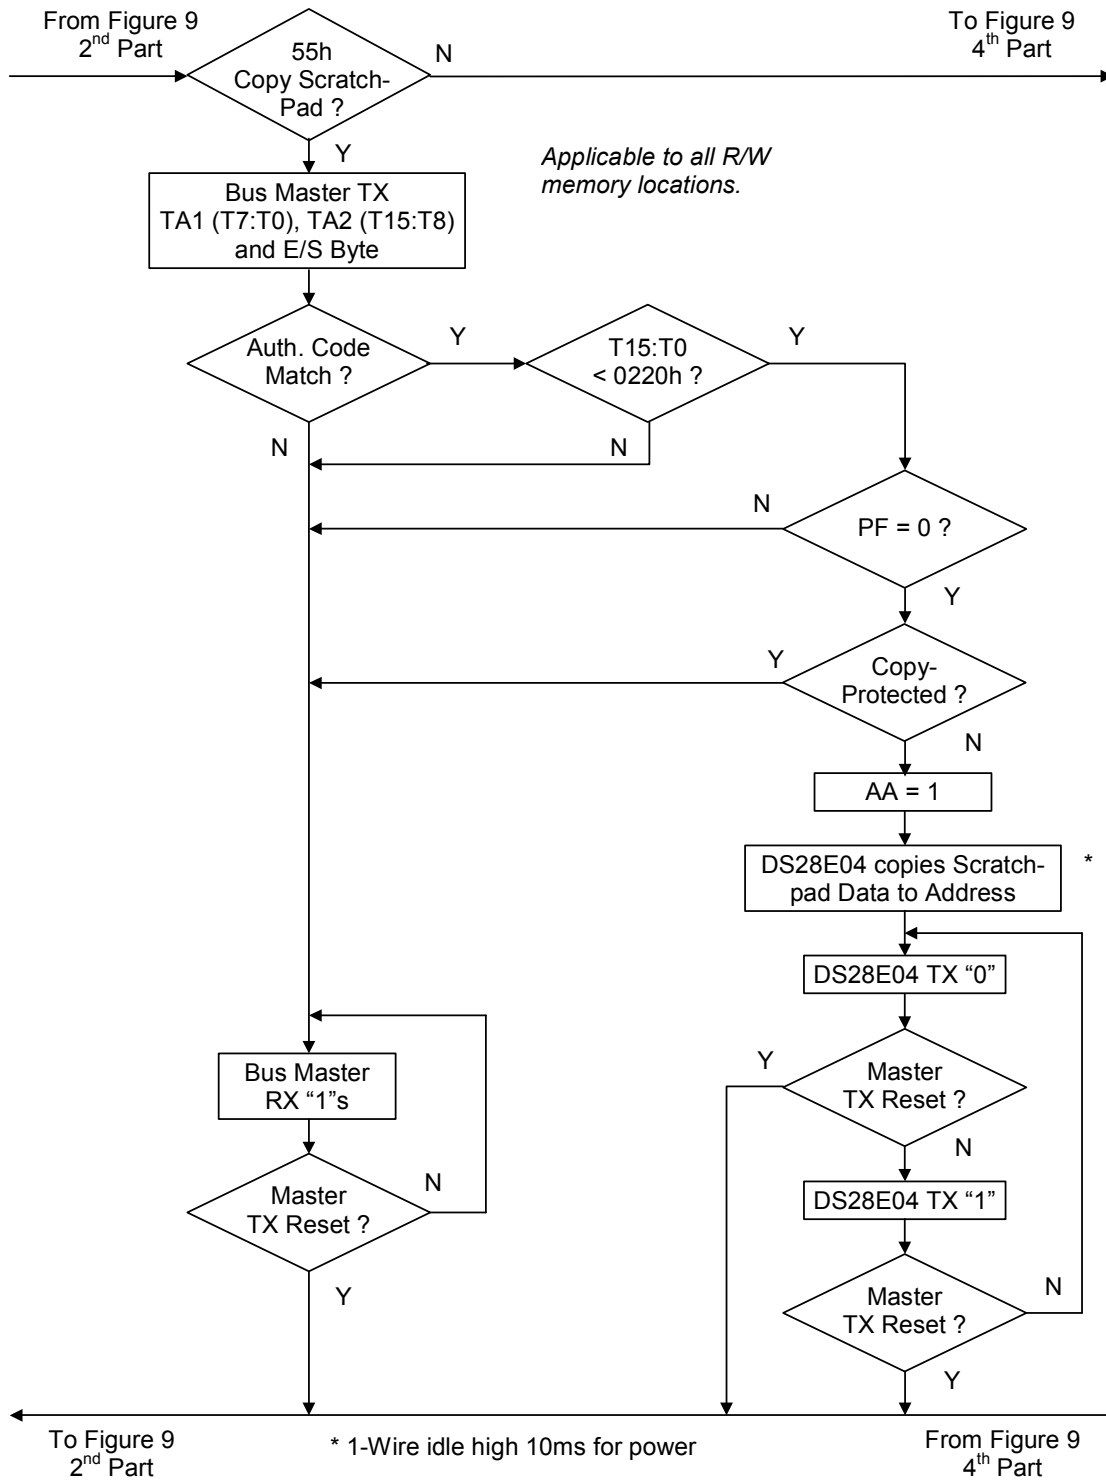 From Figure 9
2nd Part
To Figure 9
4th Part
55h
Copy Scratch-
Pad ?
N
Y
Applicable to all R/W
memory locations.
Bus Master TX
TA1 (T7:T0), TA2 (T15:T8)
and E/S Byte
Auth. Code
Match ?
Y
T15:T0
< 0220h ?
Y
N
N
N
PF = 0 ?
Y
Y
Copy-
Protected ?
N
AA = 1
DS28E04 copies Scratch-
pad Data to Address
*
DS28E04 TX “0”
Bus Master
RX “1”s
Y
Master
TX Reset ?
N
Master
TX Reset ?
N
DS28E04 TX “1”
Y
Master
TX Reset ?
N
Y
To Figure 9
2nd Part
* 1-Wire idle high 10ms for power
From Figure 9
4th Part